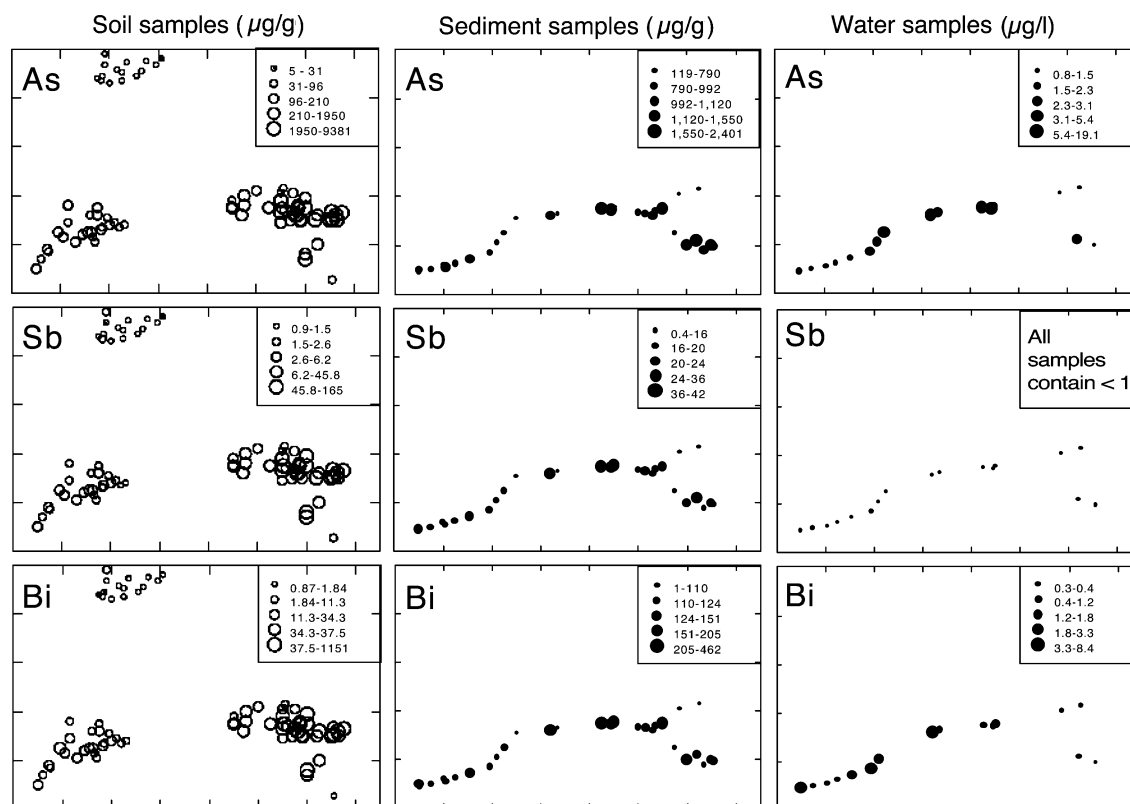 Soil samples (µg/g)
Sediment samples (µg/g)
Water samples (µg/l)
As
5 - 31
31-96
96-210
210-1950
1950-9381
As
119-790
790-992
992-1,120
1,120-1,550
1,550-2,401
As
0.8-1.5
1.5-2.3
2.3-3.1
3.1-5.4
5.4-19.1
Sb
0.9-1.5
1.5-2.6
2.6-6.2
6.2-45.8
45.8-165
Sb
0.4-16
16-20
20-24
24-36
36-42
Sb
All
samples
contain < 1
Bi
0.87-1.84
1.84-11.3
11.3-34.3
34.3-37.5
37.5-1151
Bi
1-110
110-124
124-151
151-205
205-462
Bi
0.3-0.4
0.4-1.2
1.2-1.8
1.8-3.3
3.3-8.4